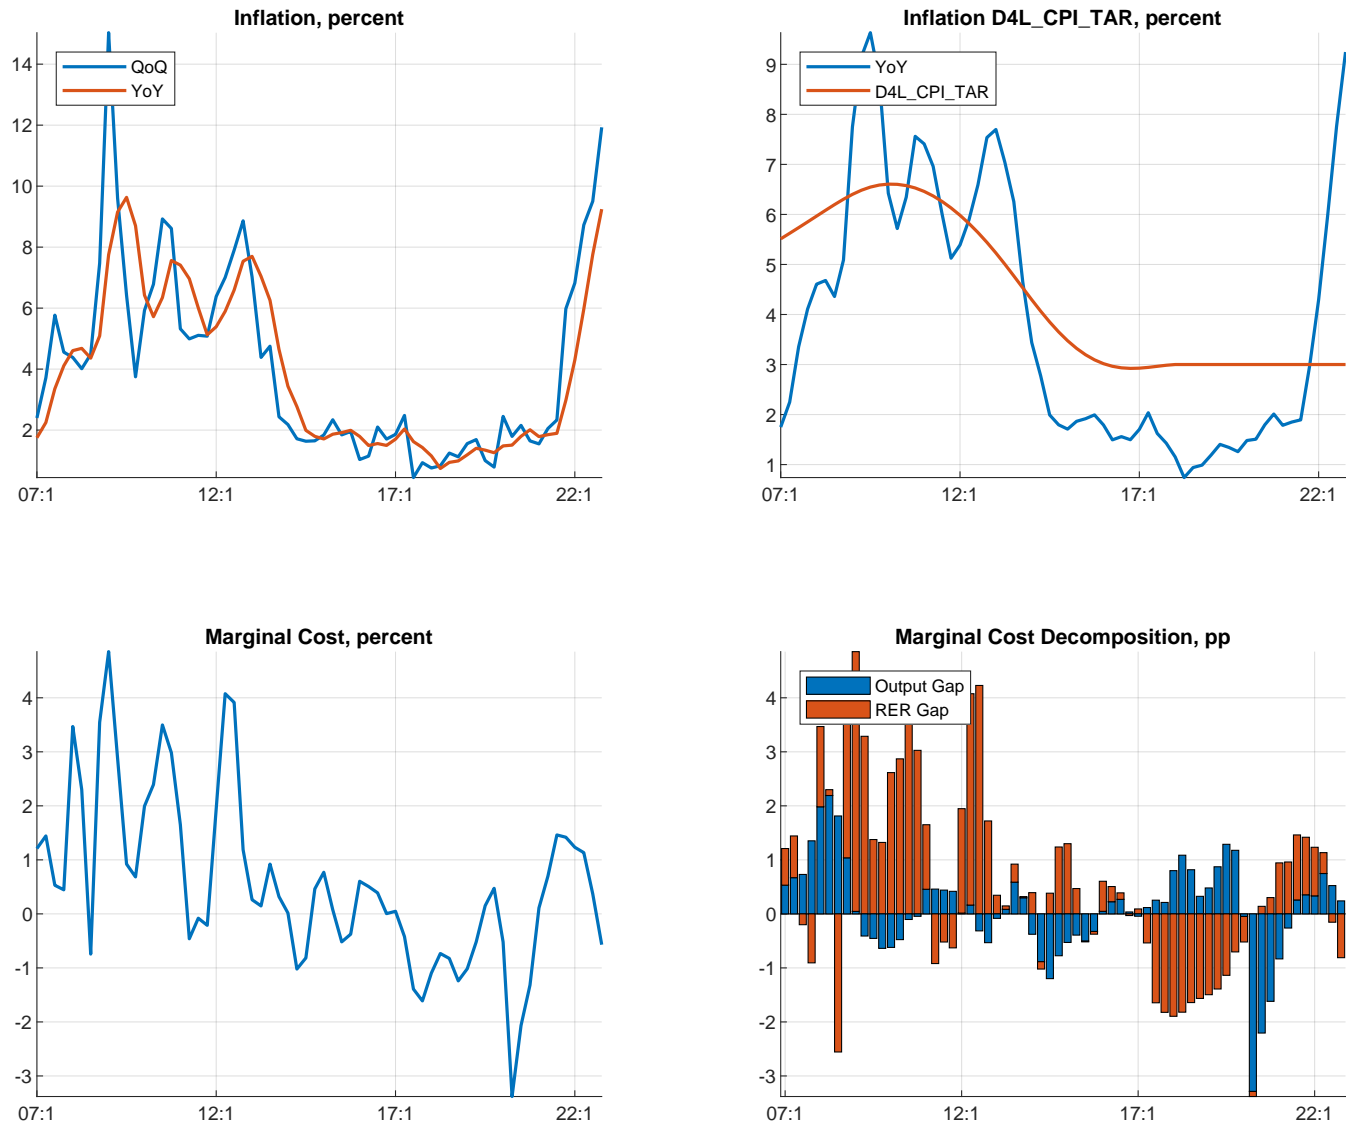 Inflation, percent
QoQ
YoY
14
12
10
8
6
4
2
07:1 12:1 17:1 22:1
Inflation D4L_CPI_TAR, percent
YoY
D4L_CPI_TAR
9
8
7
6
5
4
3
2
1
07:1 12:1 17:1 22:1
Marginal Cost, percent
4
3
2
1
0
-1
-2
-3
07:1 12:1 17:1 22:1
Marginal Cost Decomposition, pp
Output Gap
RER Gap
4
3
2
1
0
-1
-2
-3
07:1 12:1 17:1 22:1